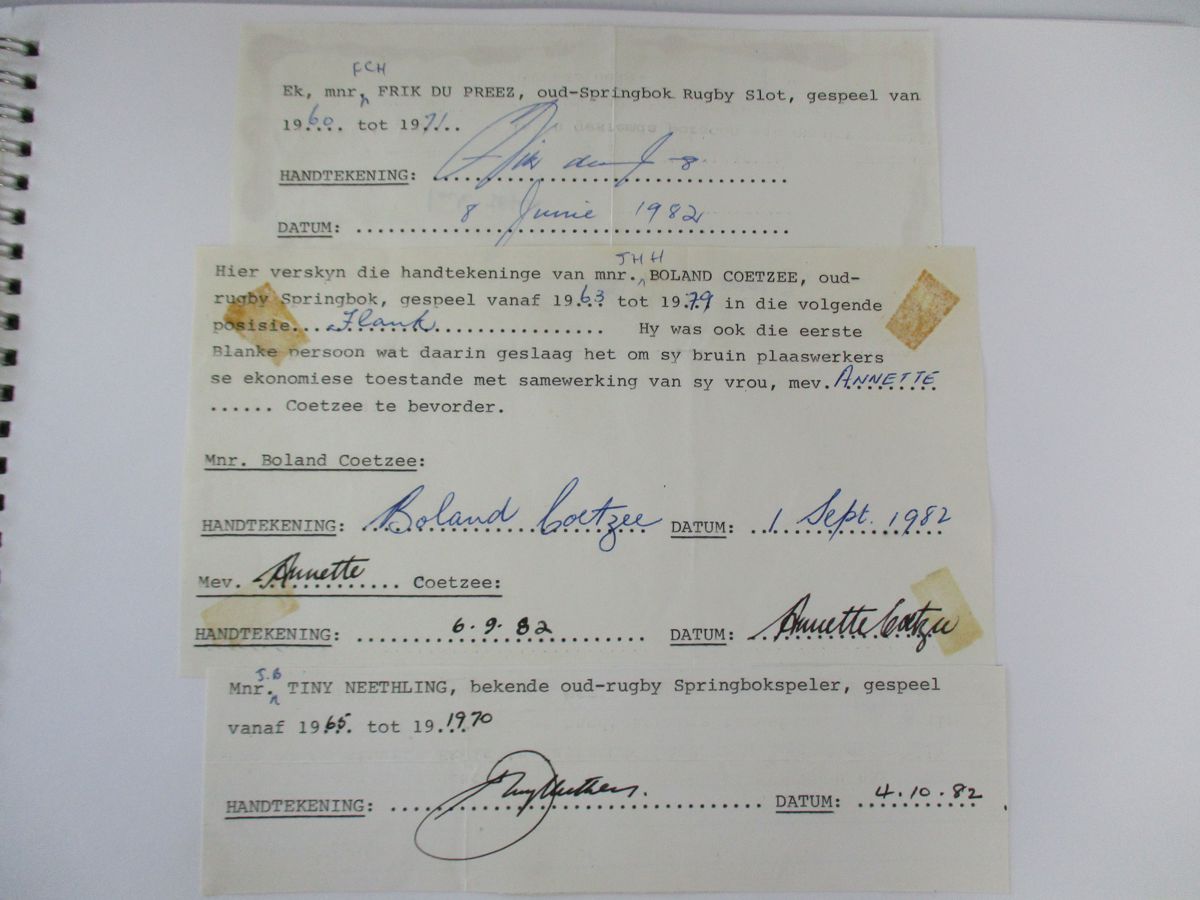 FCH
Ek, mnr. FRIK DU PREEZ, oud-Springbok Rugby Slot, gespeel van
1960. tot 1971..
HANDTEKENING: Frik du
DATUM: 8 Junie 1982
JHH
Hier verskyn die handtekeninge van mnr. BOLAND COETZEE, oud-
rugby Springbok, gespeel vanaf 1963 tot 1979 in die volgende
posisie...Flank................ Hy was ook die eerste
Blanke persoon wat daarin geslaag het om sy bruin plaaswerkers
se ekonomiese toestande met samewerking van sy vrou, mev. ANNETTE
...... Coetzee te bevorder.
Mnr. Boland Coetzee:
HANDTEKENING: Boland Coetzee DATUM: 1 Sept. 1982
Mev. Annette Coetzee:
HANDTEKENING: 6.9.82 DATUM: Annette Coetzee
J.B
Mnr. TINY NEETHLING, bekende oud-rugby Springbokspeler, gespeel
vanaf 1965. tot 19.1970
HANDTEKENING: DATUM: 4.10.82